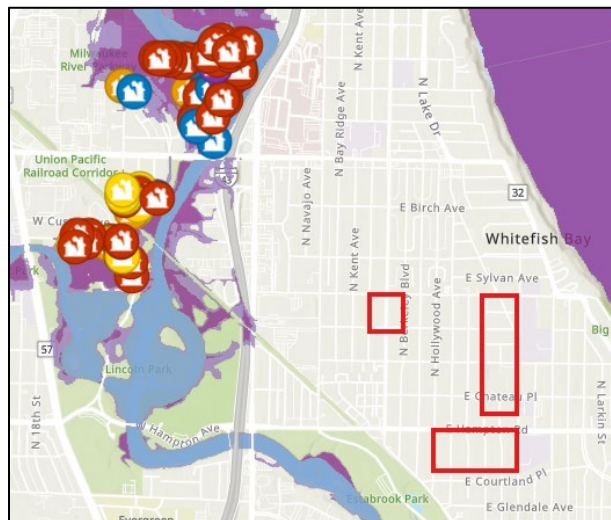 Milwaukee
River Parkway
N Kent Ave
N Bay Ridge Ave
N Lake Dr
Union Pacific
Railroad Corridor
43
32
N Navajo Ave
E Birch Ave
W Cus
Whitefish Bay
N Kent Ave
E Sylvan Ave
Park
N Berkeley Blvd
N Hollywood Ave
Big
57
Lincoln Park
E Chateau Pl
N 18th St
W Hampton Ave
E Hampton Rd
N Larkin St
E Courtland Pl
Estabrook Park
E Glendale Ave
Evergreen